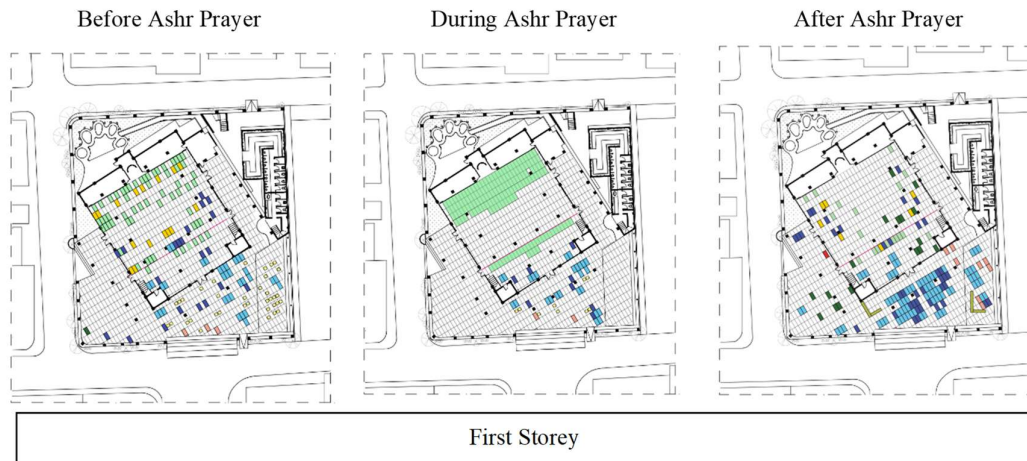 Before Ashr Prayer
During Ashr Prayer
After Ashr Prayer
First Storey